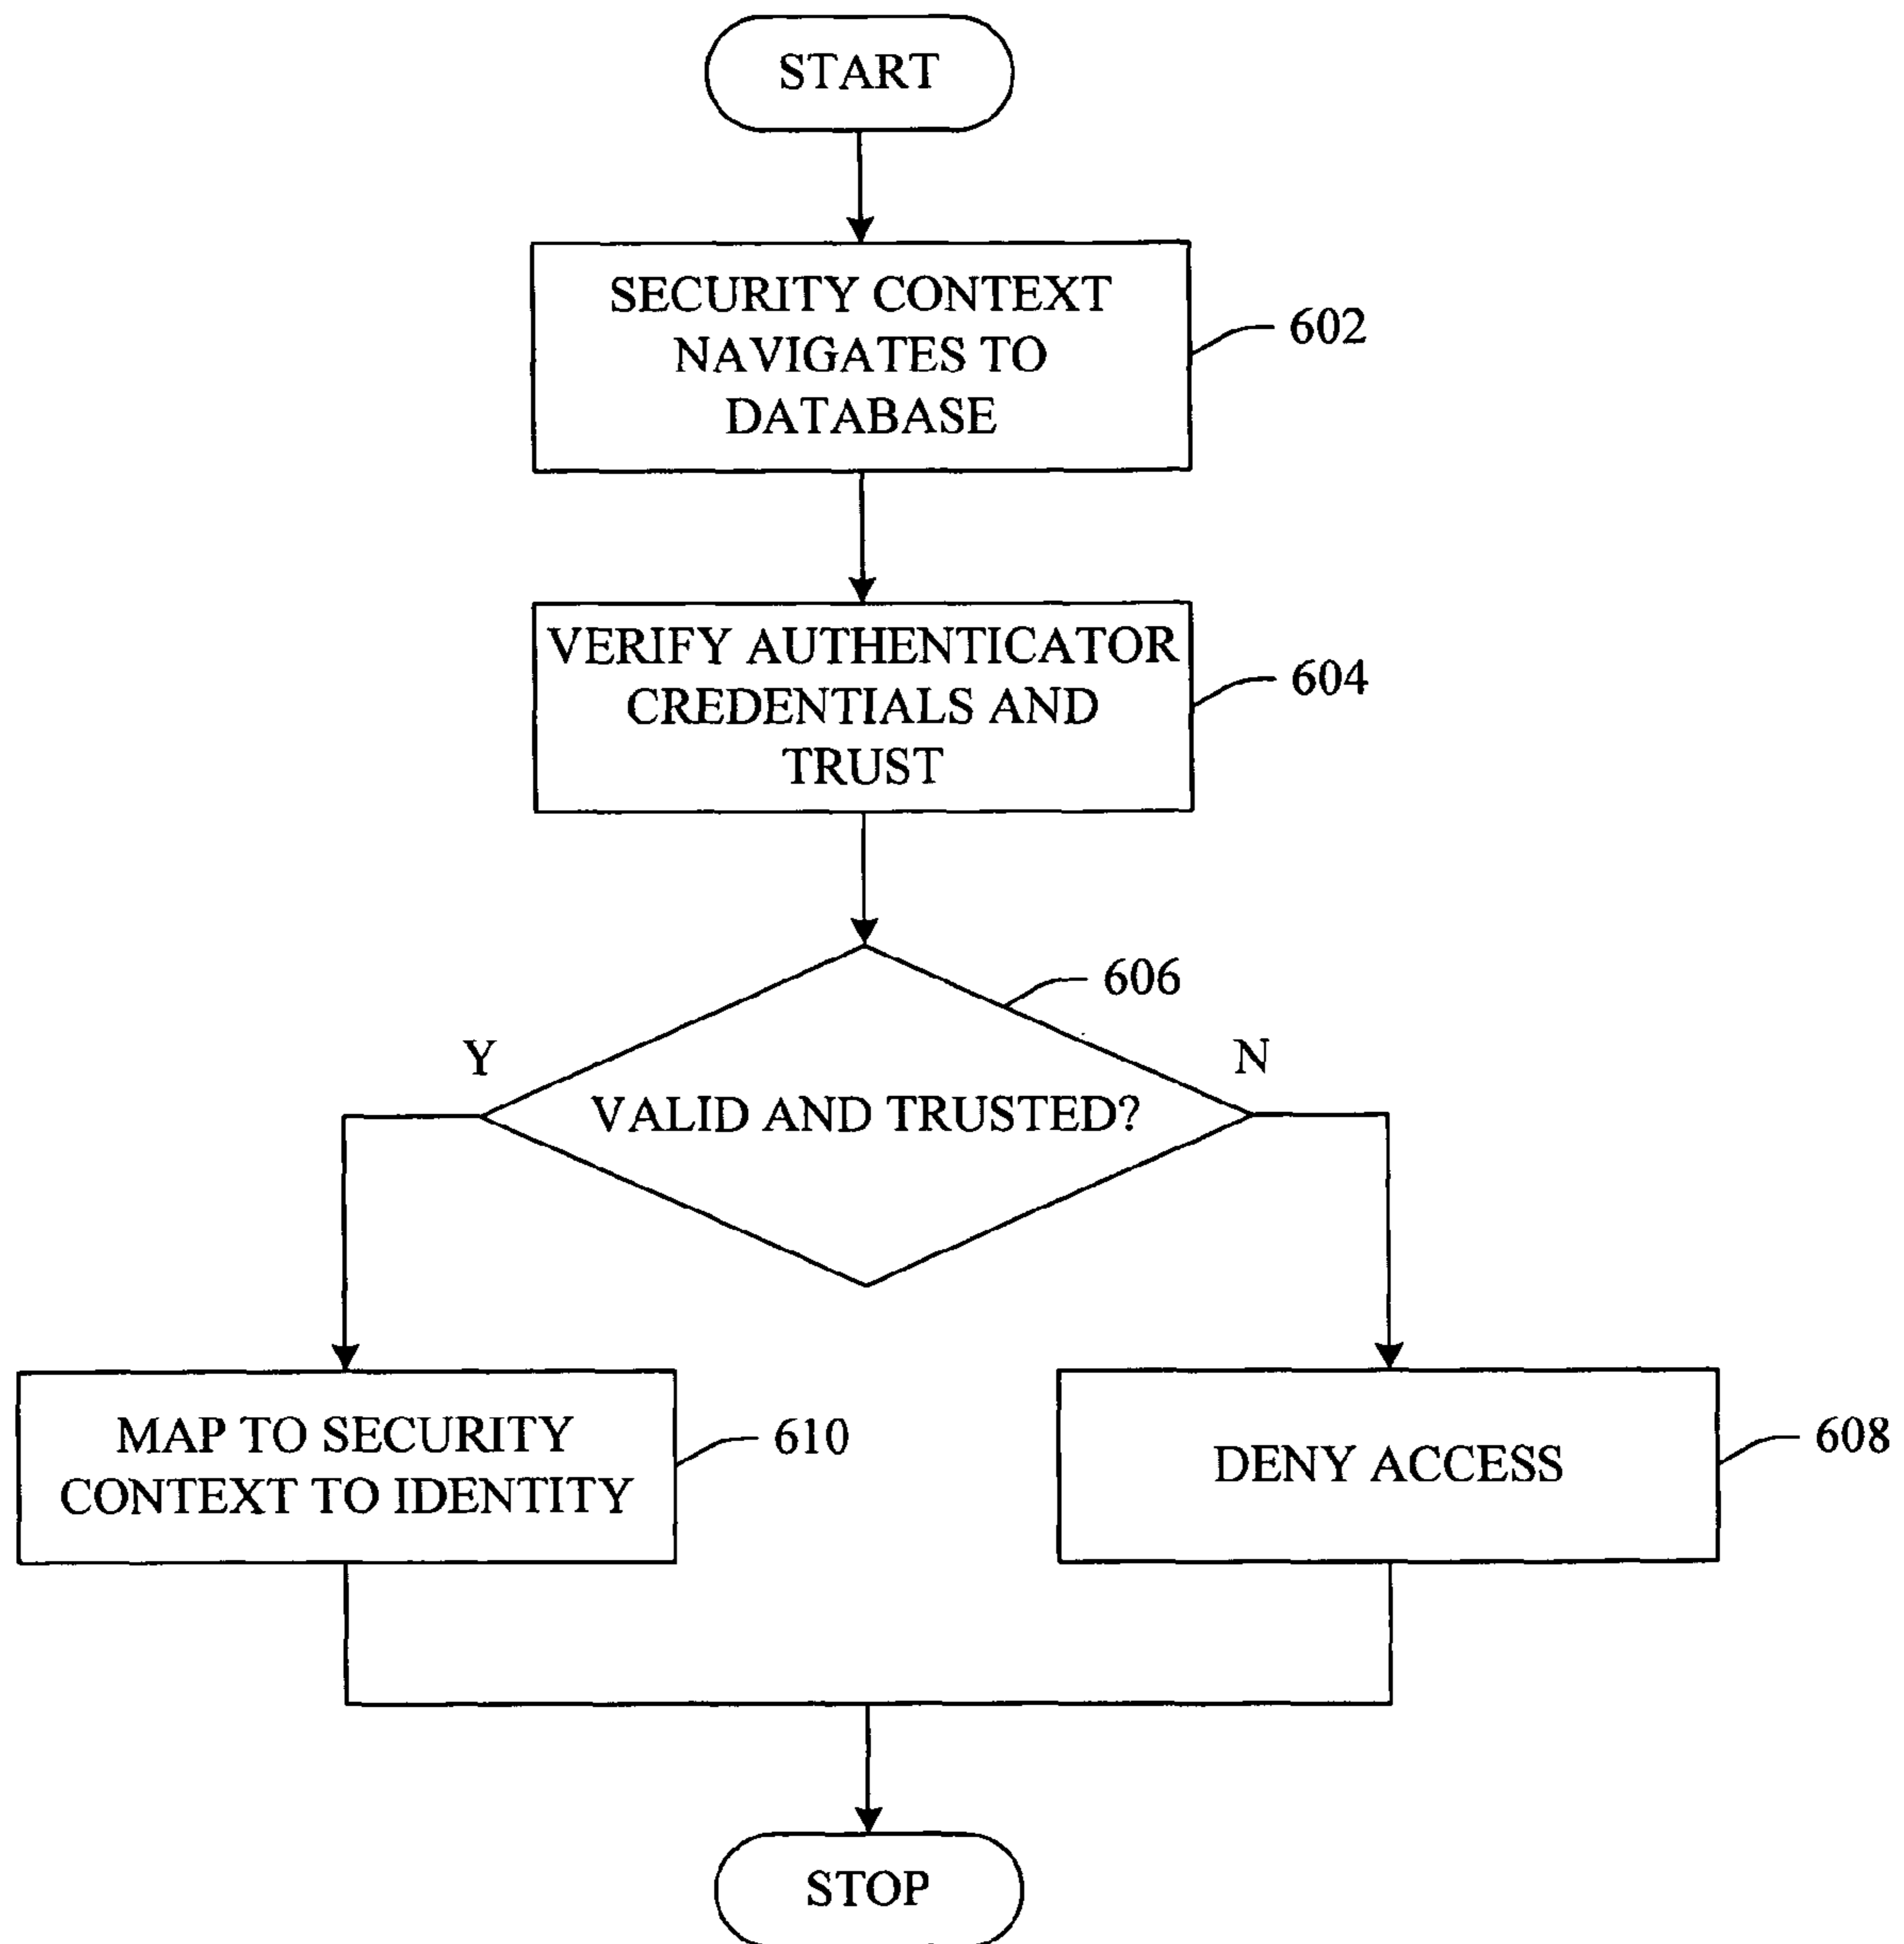 START
SECURITY CONTEXT
NAVIGATES TO
DATABASE
602
VERIFY AUTHENTICATOR
CREDENTIALS AND
TRUST
604
606
Y
N
VALID AND TRUSTED?
MAP TO SECURITY
CONTEXT TO IDENTITY
610
DENY ACCESS
608
STOP